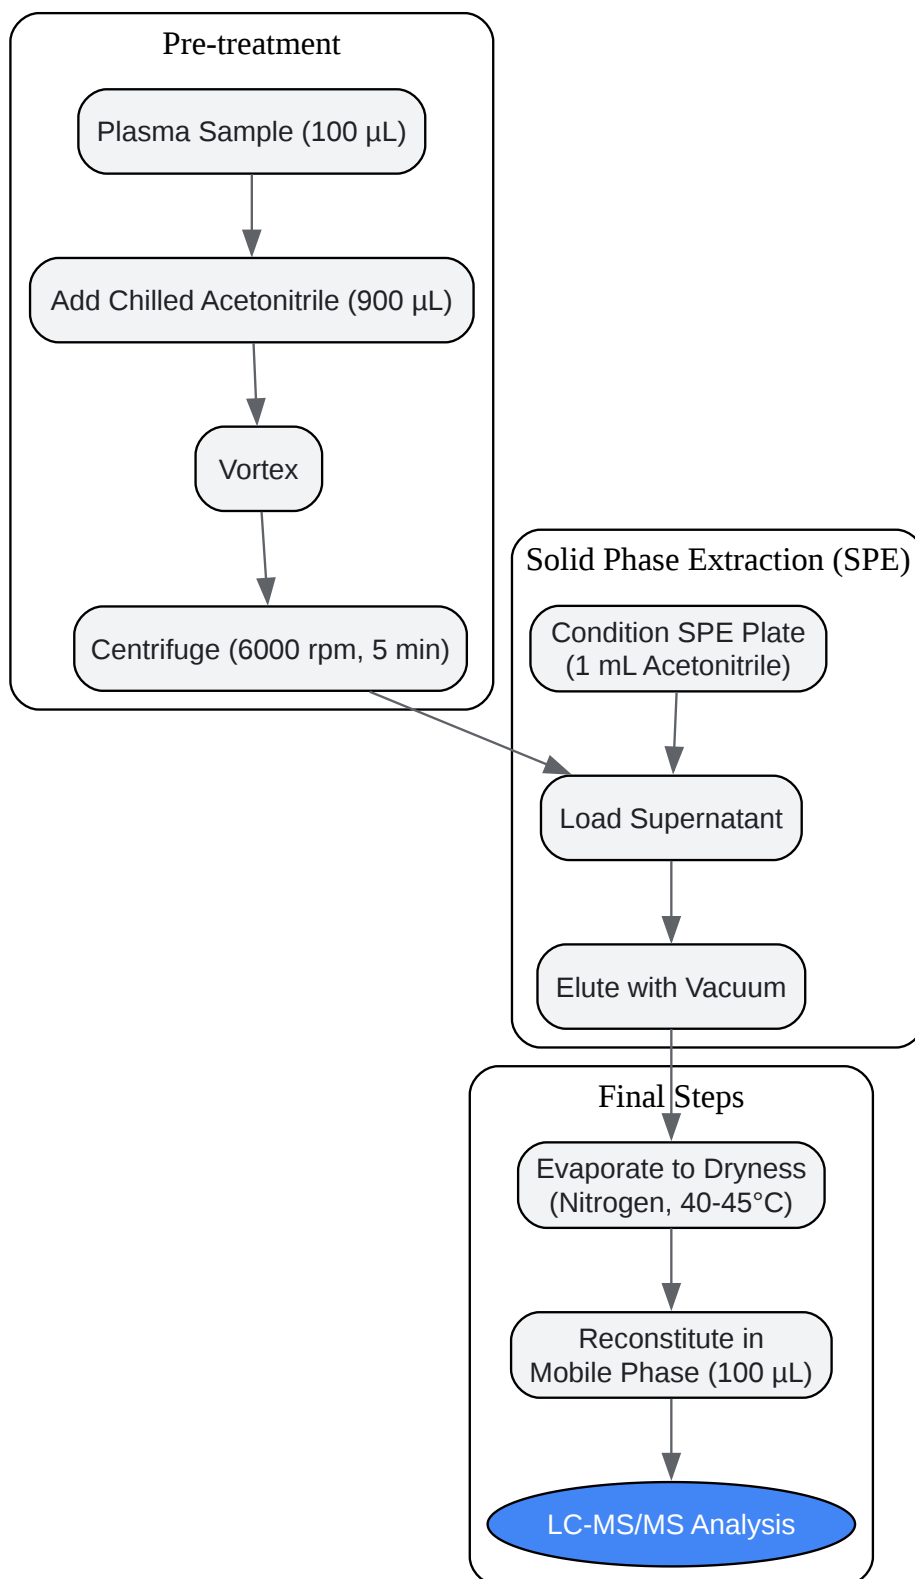 Pre-treatment
Plasma Sample (100 µL)
Add Chilled Acetonitrile (900 µL)
Vortex
Centrifuge (6000 rpm, 5 min)
Solid Phase Extraction (SPE)
Condition SPE Plate
(1 mL Acetonitrile)
Load Supernatant
Elute with Vacuum
Final Steps
Evaporate to Dryness
(Nitrogen, 40-45°C)
Reconstitute in
Mobile Phase (100 µL)
LC-MS/MS Analysis